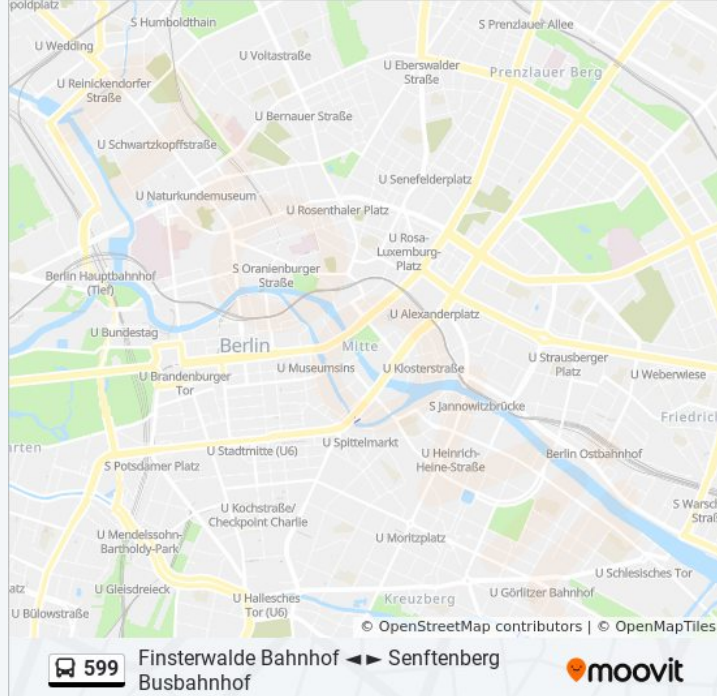 poldplatz
S Humboldthain
S Prenzlauer Allee
U Wedding
U Voltastraße
U Eberswalder
Straße
Prenzlauer Berg
U Reinickendorfer
Straße
U Bernauer Straße
U Schwartzkopffstraße
U Senefelderplatz
U Naturkundemuseum
U Rosenthaler Platz
U Rosa-
Luxemburg-
Platz
S Oranienburger
Straße
Berlin Hauptbahnhof
(Tief)
U Alexanderplatz
U Bundestag
Berlin
Mitte
U Strausberger
Platz
U Museumsins
U Klosterstraße
U Weberwiese
U Brandenburger
Tor
S Jannowitzbrücke
Friedrich
arten
U Spittelmarkt
U Stadtmitte (U6)
U Heinrich-
Heine-Straße
Berlin Ostbahnhof
S Potsdamer Platz
S Warsch
Straß
U Kochstraße/
Checkpoint Charlie
U Mendelssohn-
Bartholdy-Park
U Moritzplatz
U Schlesisches Tor
atz
U Gleisdreieck
U Hallesches
Tor (U6)
Kreuzberg
U Görlitzer Bahnhof
U Bülowstraße
© OpenStreetMap contributors | © OpenMapTiles
599
Finsterwalde Bahnhof ◄ ► Senftenberg
Busbahnhof
moovit